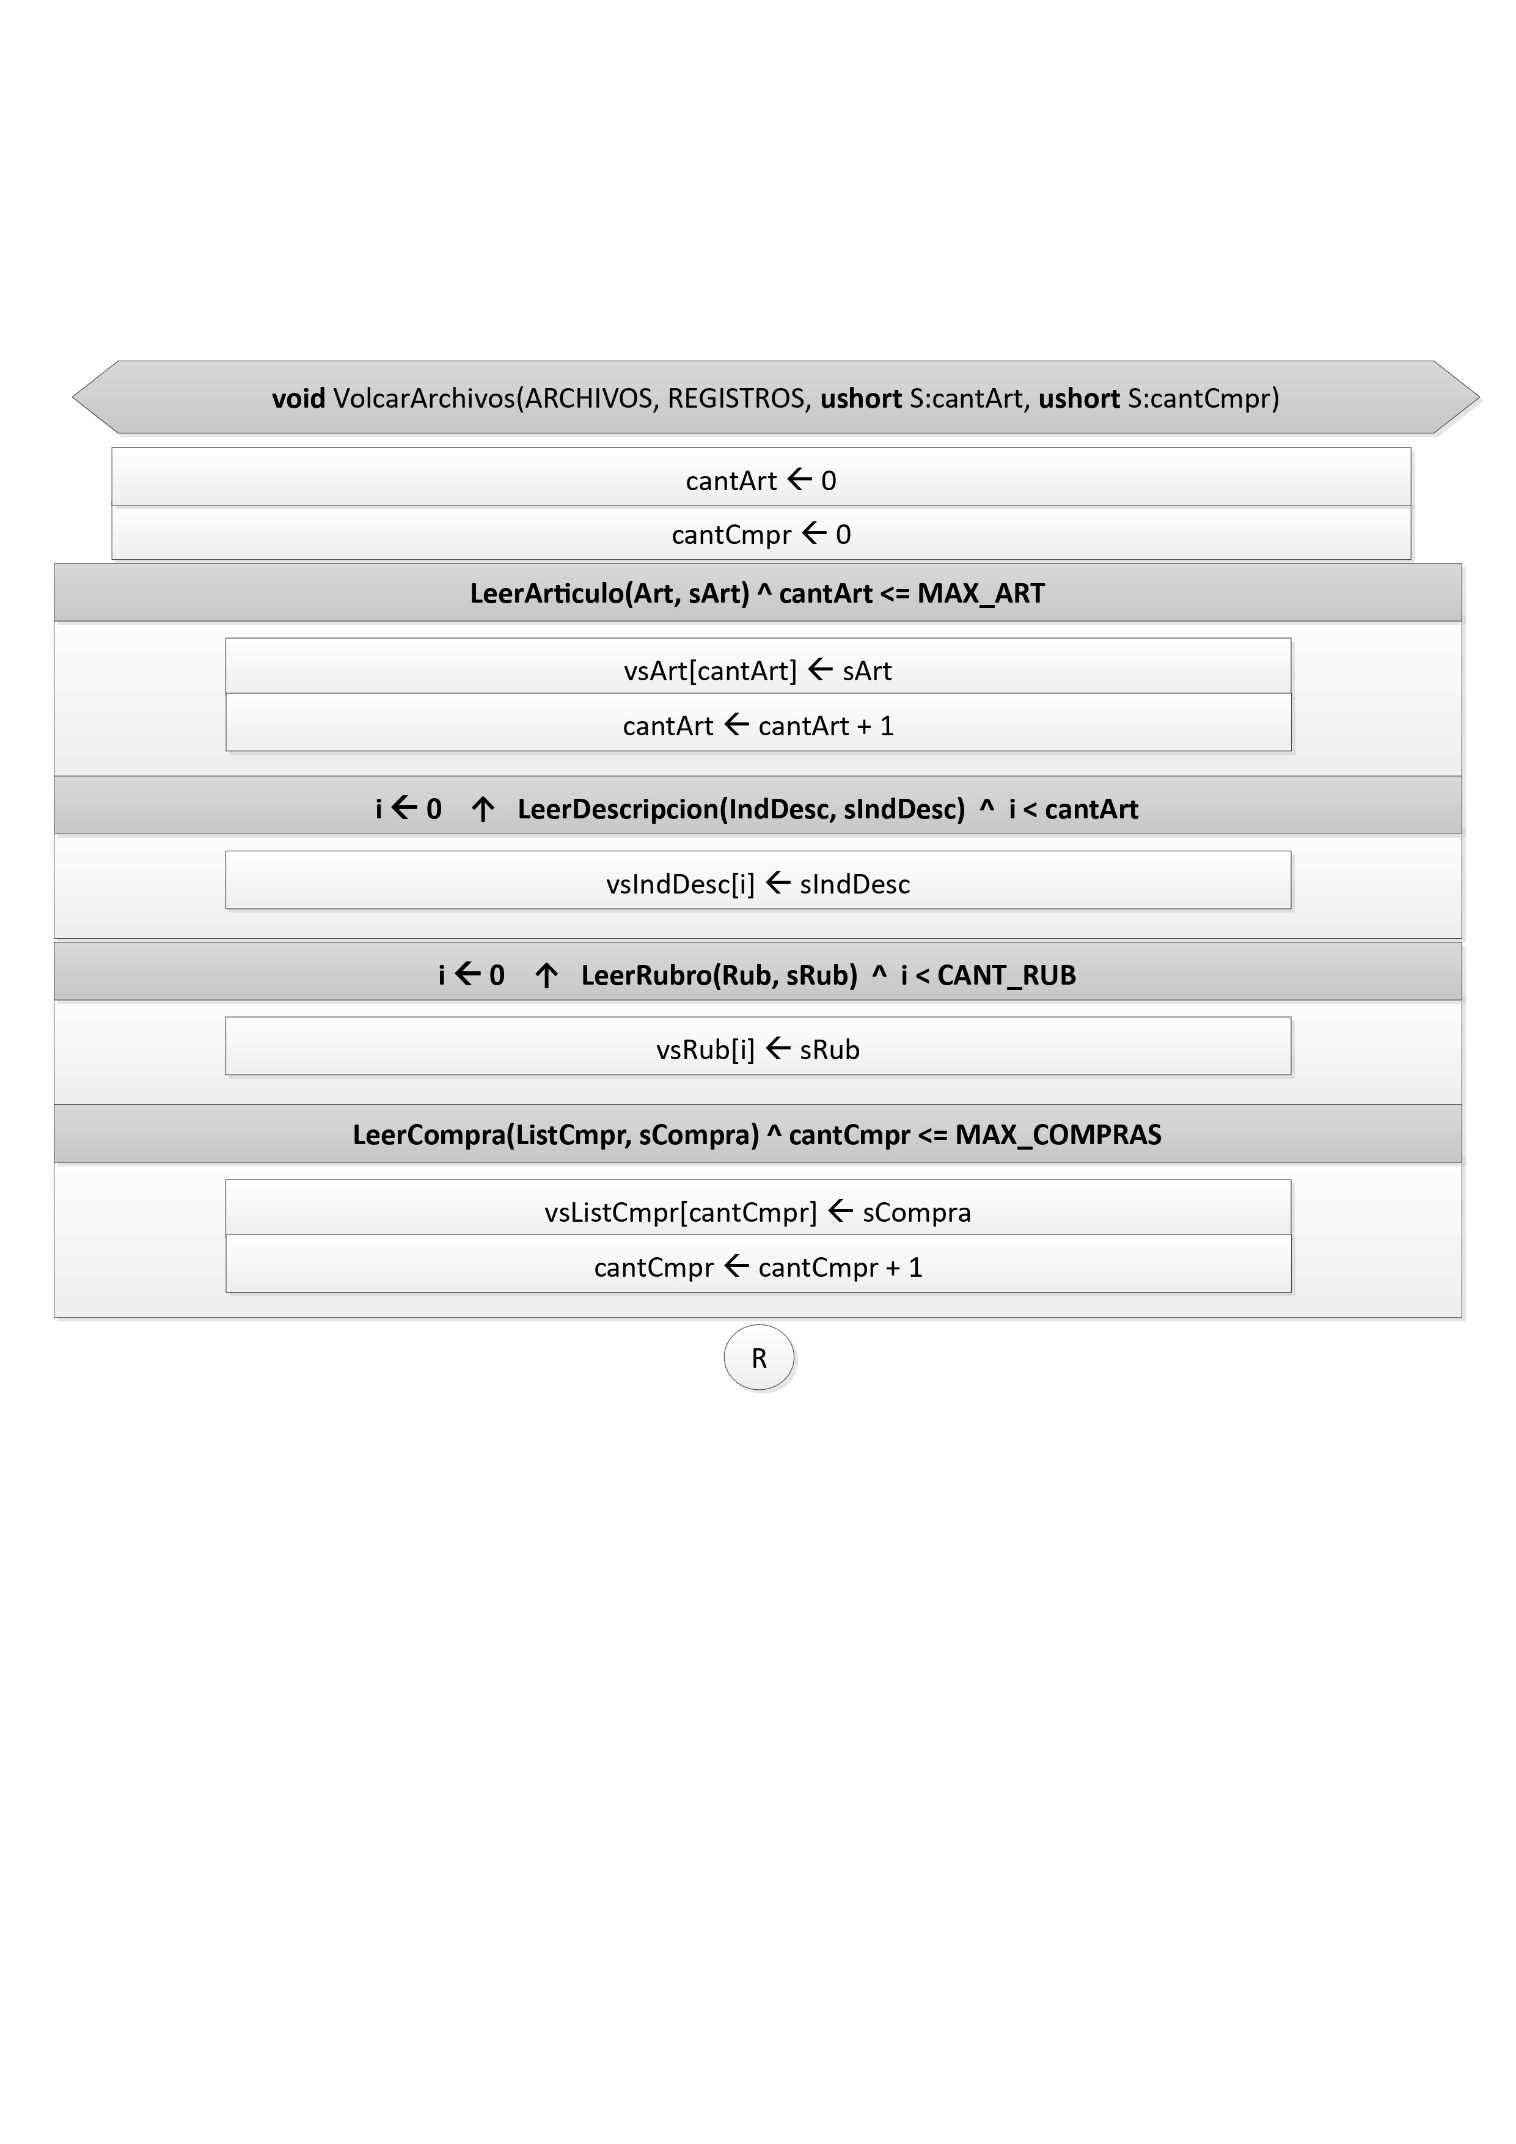 void VolcarArchivos(ARCHIVOS, REGISTROS, ushort S:cantArt, ushort S:cantCmpr)
cantArt ← 0
cantCmpr ← 0
LeerArticulo(Art, sArt) ^ cantArt <= MAX_ART
vsArt[cantArt] ← sArt
cantArt ← cantArt + 1
i ← 0 ↑ LeerDescripcion(IndDesc, sIndDesc) ^ i < cantArt
vsIndDesc[i] ← sIndDesc
i ← 0 ↑ LeerRubro(Rub, sRub) ^ i < CANT_RUB
vsRub[i] ← sRub
LeerCompra(ListCmpr, sCompra) ^ cantCmpr <= MAX_COMPRAS
vsListCmpr[cantCmpr] ← sCompra
cantCmpr ← cantCmpr + 1
R